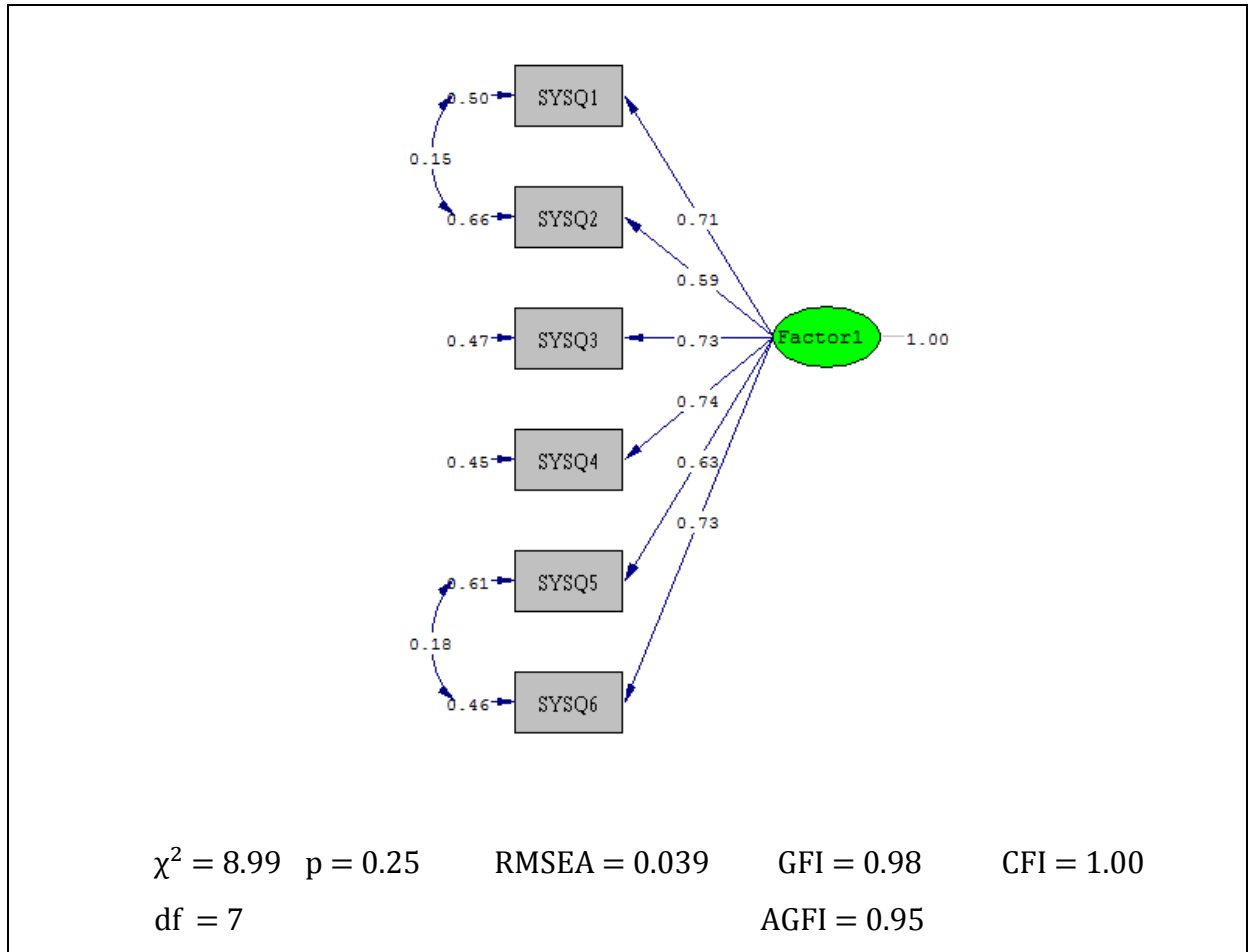 0.50 SYSQ1
0.15
0.66 SYSQ2
0.71
0.59
0.47 SYSQ3 0.73 Factor1 1.00
0.74
0.45 SYSQ4 0.63
0.73
0.61 SYSQ5
0.18
0.46 SYSQ6
χ² = 8.99 p = 0.25 RMSEA = 0.039 GFI = 0.98 CFI = 1.00
df = 7 AGFI = 0.95